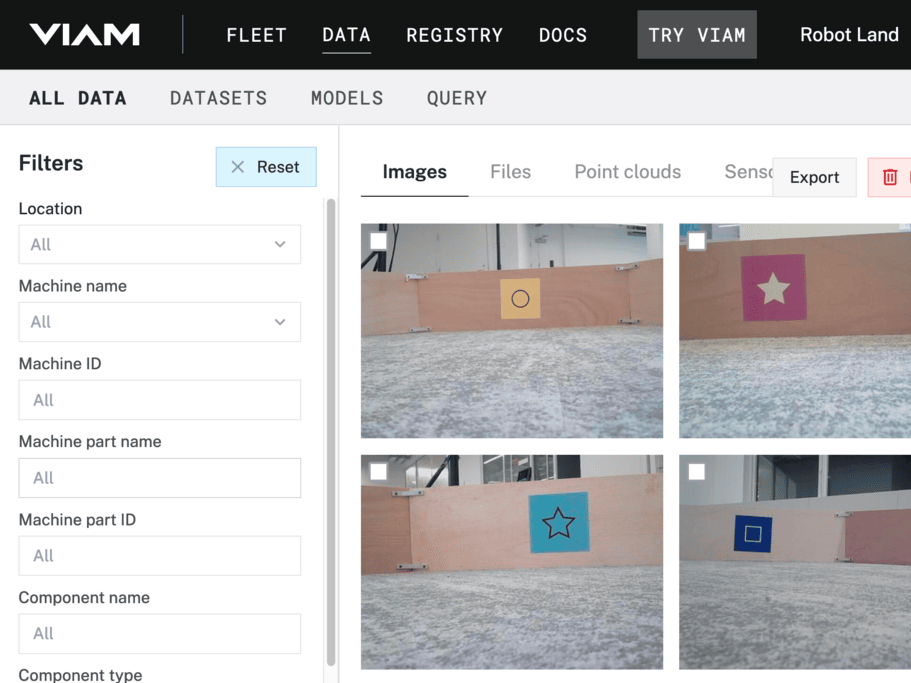 VIAM FLEET DATA REGISTRY DOCS TRY VIAM Robot Land
ALL DATA DATASETS MODELS QUERY
Filters
Reset
Images Files Point clouds Senso
Export
Location
All
Machine name
All
Machine ID
All
Machine part name
All
Machine part ID
All
Component name
All
Component type